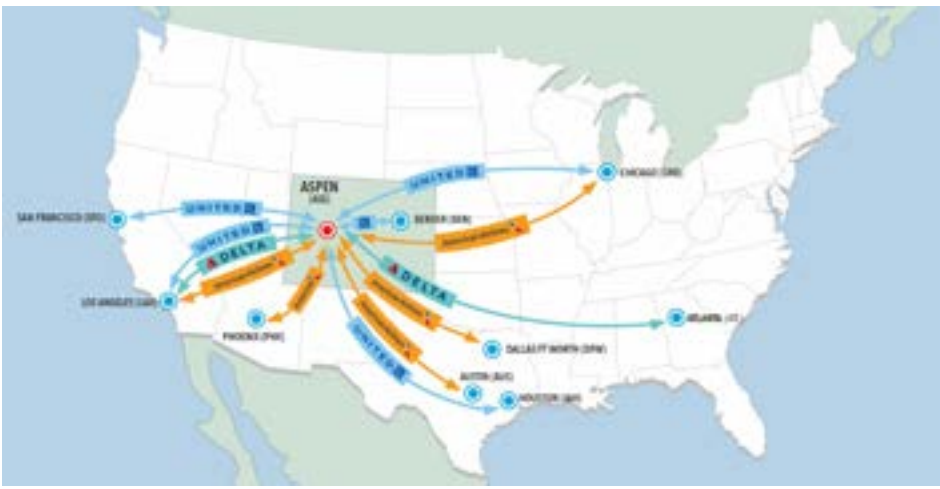 ASPEN
(ASE)
UNITED
CHICAGO (ORD)
SAN FRANCISCO (SFO)
UNITED
DENVER (DEN)
UNITED
DELTA
DELTA
LOS ANGELES (LAX)
ATLANTA
PHOENIX (PHX)
DALLAS FT WORTH (DFW)
UNITED
AUSTIN (AUS)
HOUSTON (IAH)